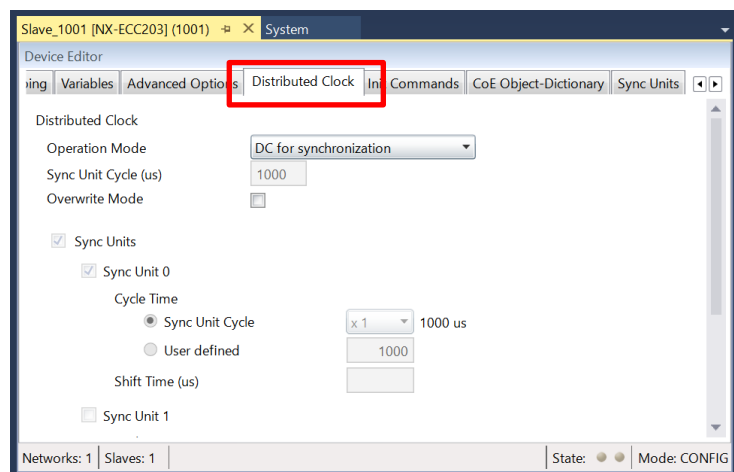 Slave_1001 [NX-ECC203] (1001) System
Device Editor
Variables Advanced Options Distributed Clock Commands CoE Object-Dictionary Sync Units
Distributed Clock
Operation Mode DC for synchronization
Sync Unit Cycle (us) 1000
Overwrite Mode
Sync Units
Sync Unit 0
Cycle Time
Sync Unit Cycle x 1 1000 us
User defined 1000
Shift Time (us)
Sync Unit 1
Networks: 1 Slaves: 1 State: Mode: CONFIG